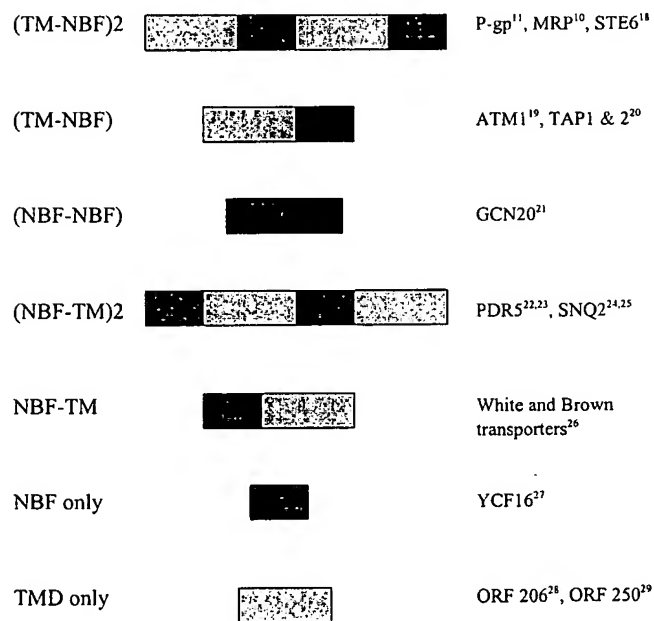 (TM-NBF)2 P-gp¹¹, MRP¹⁰, STE6¹⁸
(TM-NBF) ATM1¹⁹, TAP1 & 2²⁰
(NBF-NBF) GCN20²¹
(NBF-TM)2 PDR5²²,²³, SNQ2²⁴,²⁵
NBF-TM White and Brown
transporters²⁶
NBF only YCF16²⁷
TMD only ORF 206²⁸, ORF 250²⁹